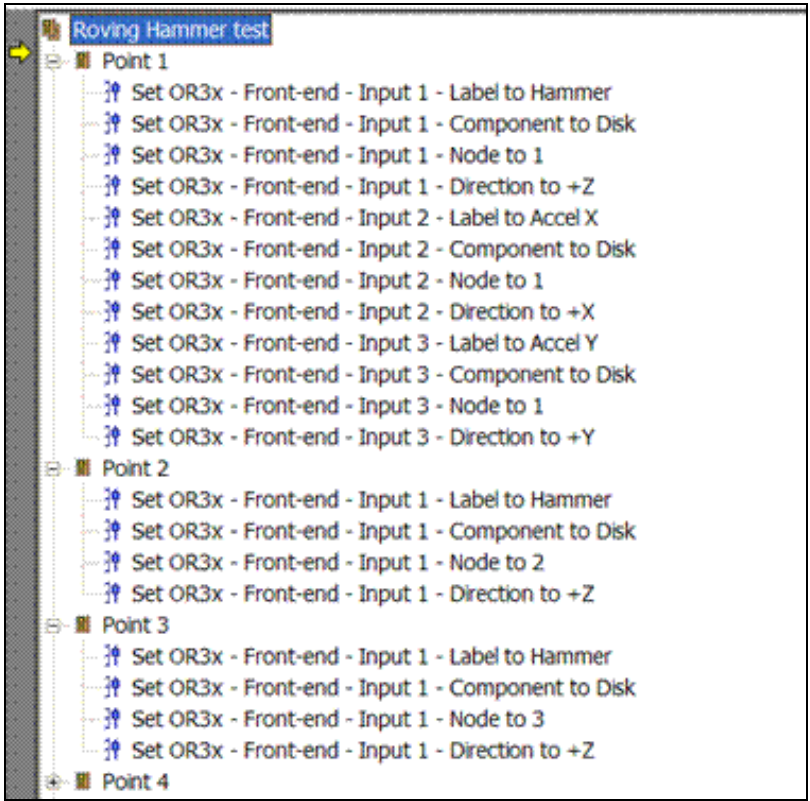 Roving Hammer test
Point 1
Set OR3x - Front-end - Input 1 - Label to Hammer
Set OR3x - Front-end - Input 1 - Component to Disk
Set OR3x - Front-end - Input 1 - Node to 1
Set OR3x - Front-end - Input 1 - Direction to +Z
Set OR3x - Front-end - Input 2 - Label to Accel X
Set OR3x - Front-end - Input 2 - Component to Disk
Set OR3x - Front-end - Input 2 - Node to 1
Set OR3x - Front-end - Input 2 - Direction to +X
Set OR3x - Front-end - Input 3 - Label to Accel Y
Set OR3x - Front-end - Input 3 - Component to Disk
Set OR3x - Front-end - Input 3 - Node to 1
Set OR3x - Front-end - Input 3 - Direction to +Y
Point 2
Set OR3x - Front-end - Input 1 - Label to Hammer
Set OR3x - Front-end - Input 1 - Component to Disk
Set OR3x - Front-end - Input 1 - Node to 2
Set OR3x - Front-end - Input 1 - Direction to +Z
Point 3
Set OR3x - Front-end - Input 1 - Label to Hammer
Set OR3x - Front-end - Input 1 - Component to Disk
Set OR3x - Front-end - Input 1 - Node to 3
Set OR3x - Front-end - Input 1 - Direction to +Z
Point 4